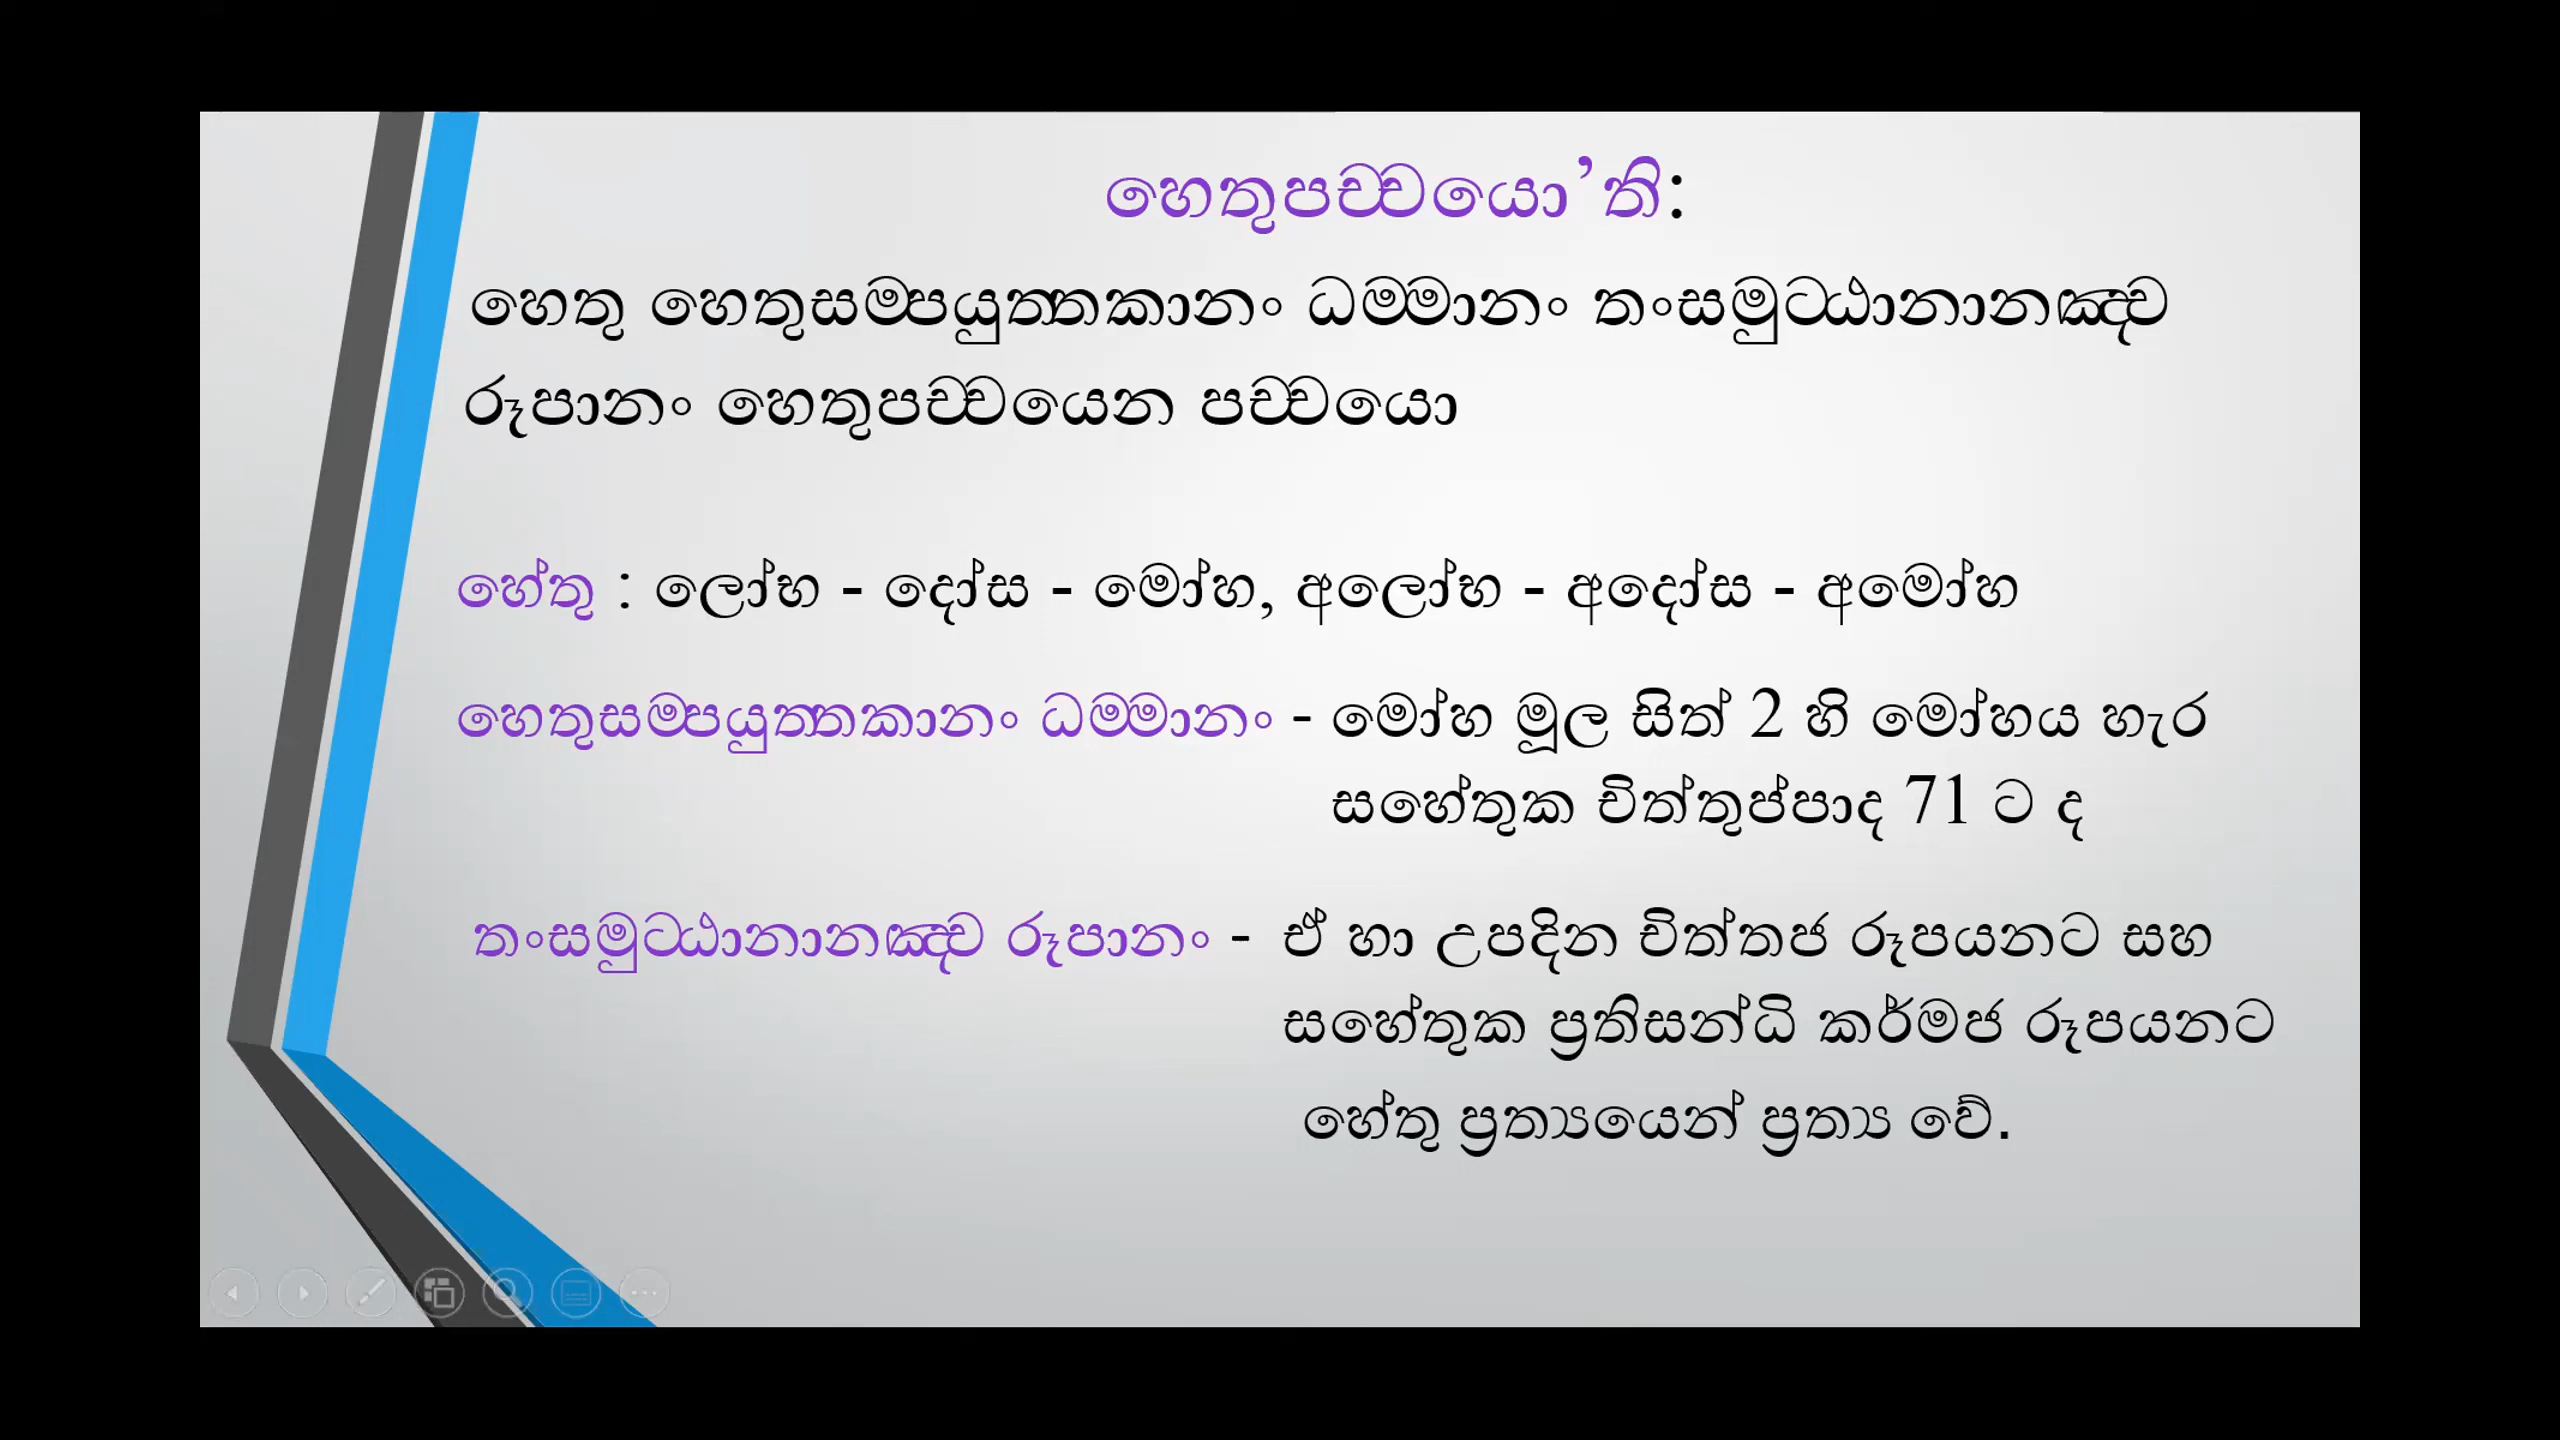 හෙතුපච්‍චයො’ති:
හෙතු හෙතුසම්‍පයුත්‍තකානං ධම්‍මානං තංසමුට්‍ඨානානඤ්‍ච
රූපානං හෙතුපච්‍චයෙන පච්‍චයො
හේතු : ලෝභ - දෝස - මෝහ, අලෝභ - අදෝස - අමෝහ
හෙතුසම්‍පයුත්‍තකානං ධම්‍මානං - මෝහ මූල සිත් 2 හි මෝහය හැර
සහේතුක චිත්තුප්පාද 71 ට ද
තංසමුට්‍ඨානානඤ්‍ච රූපානං - ඒ හා උපදින චිත්තජ රූපයනට සහ
සහේතුක ප්‍රතිසන්ධි කර්මජ රූපයනට
හේතු ප්‍රත්‍යයෙන් ප්‍රත්‍ය වේ.